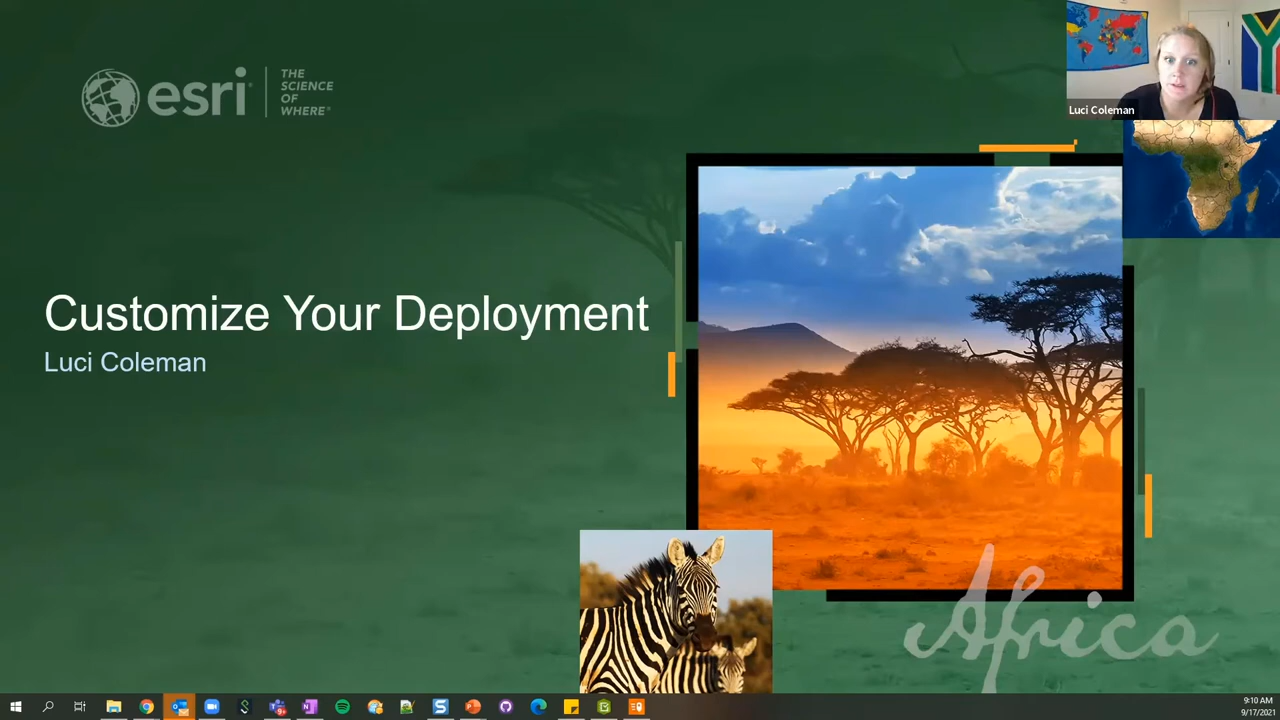 esri
THE
SCIENCE
OF
WHERE®
Luci Coleman
Customize Your Deployment
Luci Coleman
Africa
9:10 AM
9/17/2021